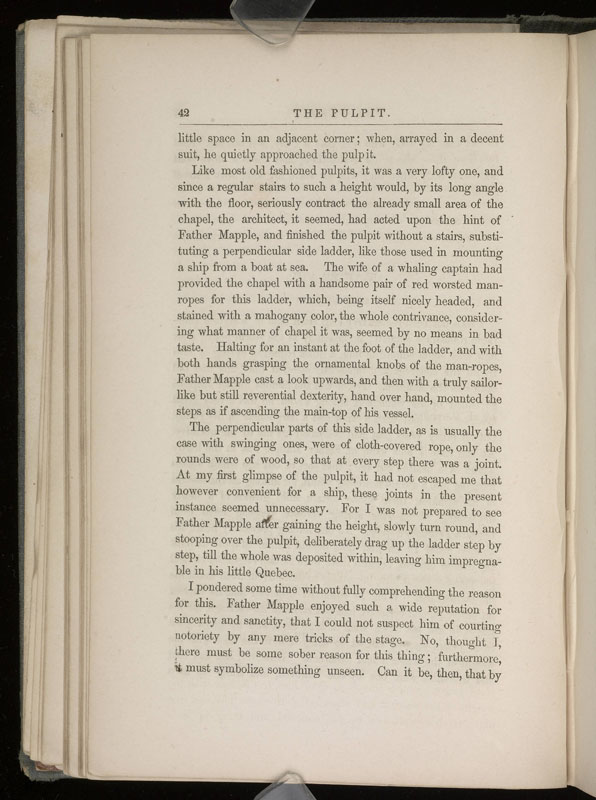 42 THE PULPIT.
little space in an adjacent corner; when, arrayed in a decent
suit, he quietly approached the pulpit.
Like most old fashioned pulpits, it was a very lofty one, and
since a regular stairs to such a height would, by its long angle
with the floor, seriously contract the already small area of the
chapel, the architect, it seemed, had acted upon the hint of
Father Mapple, and finished the pulpit without a stairs, substi-
tuting a perpendicular side ladder, like those used in mounting
a ship from a boat at sea. The wife of a whaling captain had
provided the chapel with a handsome pair of red worsted man-
ropes for this ladder, which, being itself nicely headed, and
stained with a mahogany color, the whole contrivance, consider-
ing what manner of chapel it was, seemed by no means in bad
taste. Halting for an instant at the foot of the ladder, and with
both hands grasping the ornamental knobs of the man-ropes,
Father Mapple cast a look upwards, and then with a truly sailor-
like but still reverential dexterity, hand over hand, mounted the
steps as if ascending the main-top of his vessel.
The perpendicular parts of this side ladder, as is usually the
case with swinging ones, were of cloth-covered rope, only the
rounds were of wood, so that at every step there was a joint.
At my first glimpse of the pulpit, it had not escaped me that
however convenient for a ship, these joints in the present
instance seemed unnecessary. For I was not prepared to see
Father Mapple after gaining the height, slowly turn round, and
stooping over the pulpit, deliberately drag up the ladder step by
step, till the whole was deposited within, leaving him impregna-
ble in his little Quebec.
I pondered some time without fully comprehending the reason
for this. Father Mapple enjoyed such a wide reputation for
sincerity and sanctity, that I could not suspect him of courting
notoriety by any mere tricks of the stage. No, thought I,
there must be some sober reason for this thing; furthermore,
it must symbolize something unseen. Can it be, then, that by